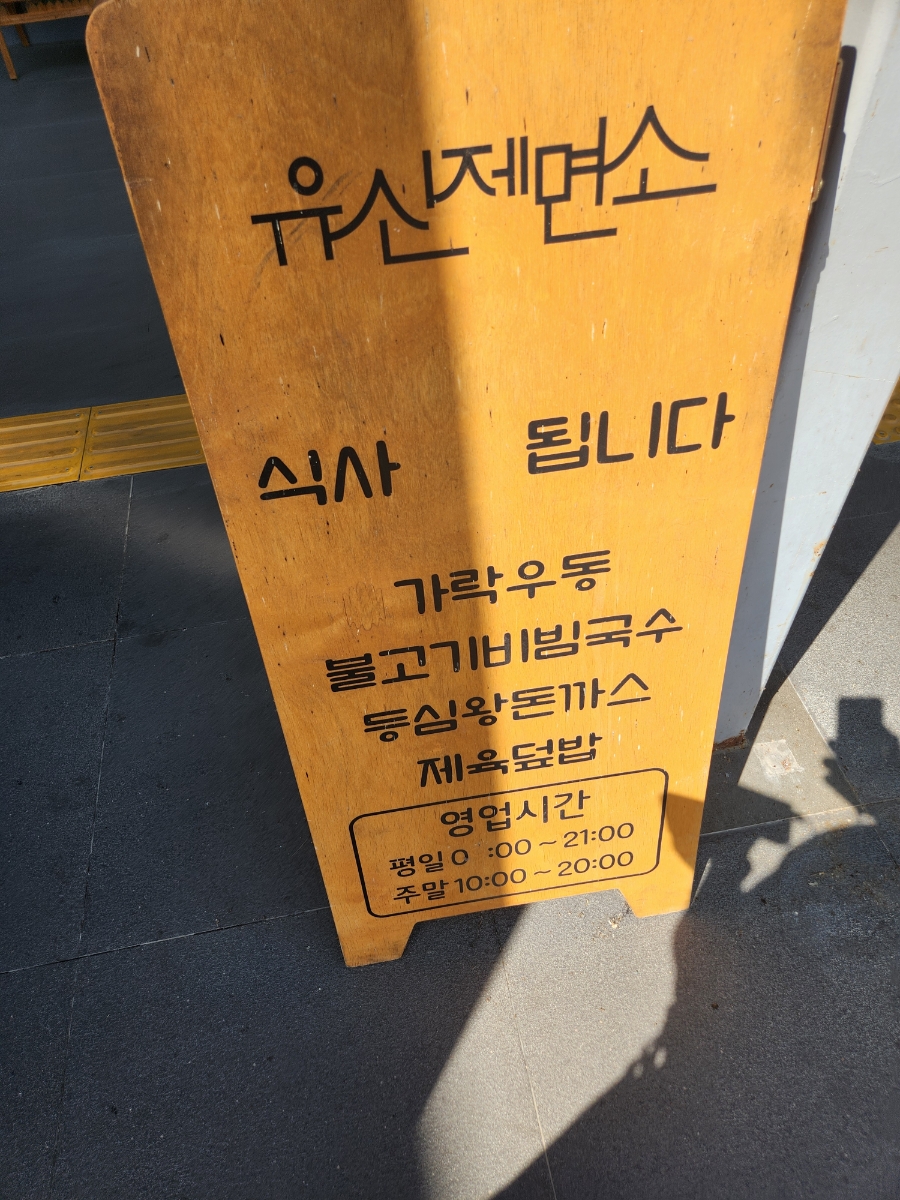 유신제면소
식사 됩니다
가락우동
불고기비빔국수
등심왕돈까스
제육덮밥
영업시간
평일 0 :00 ~ 21:00
주말 10:00 ~ 20:00